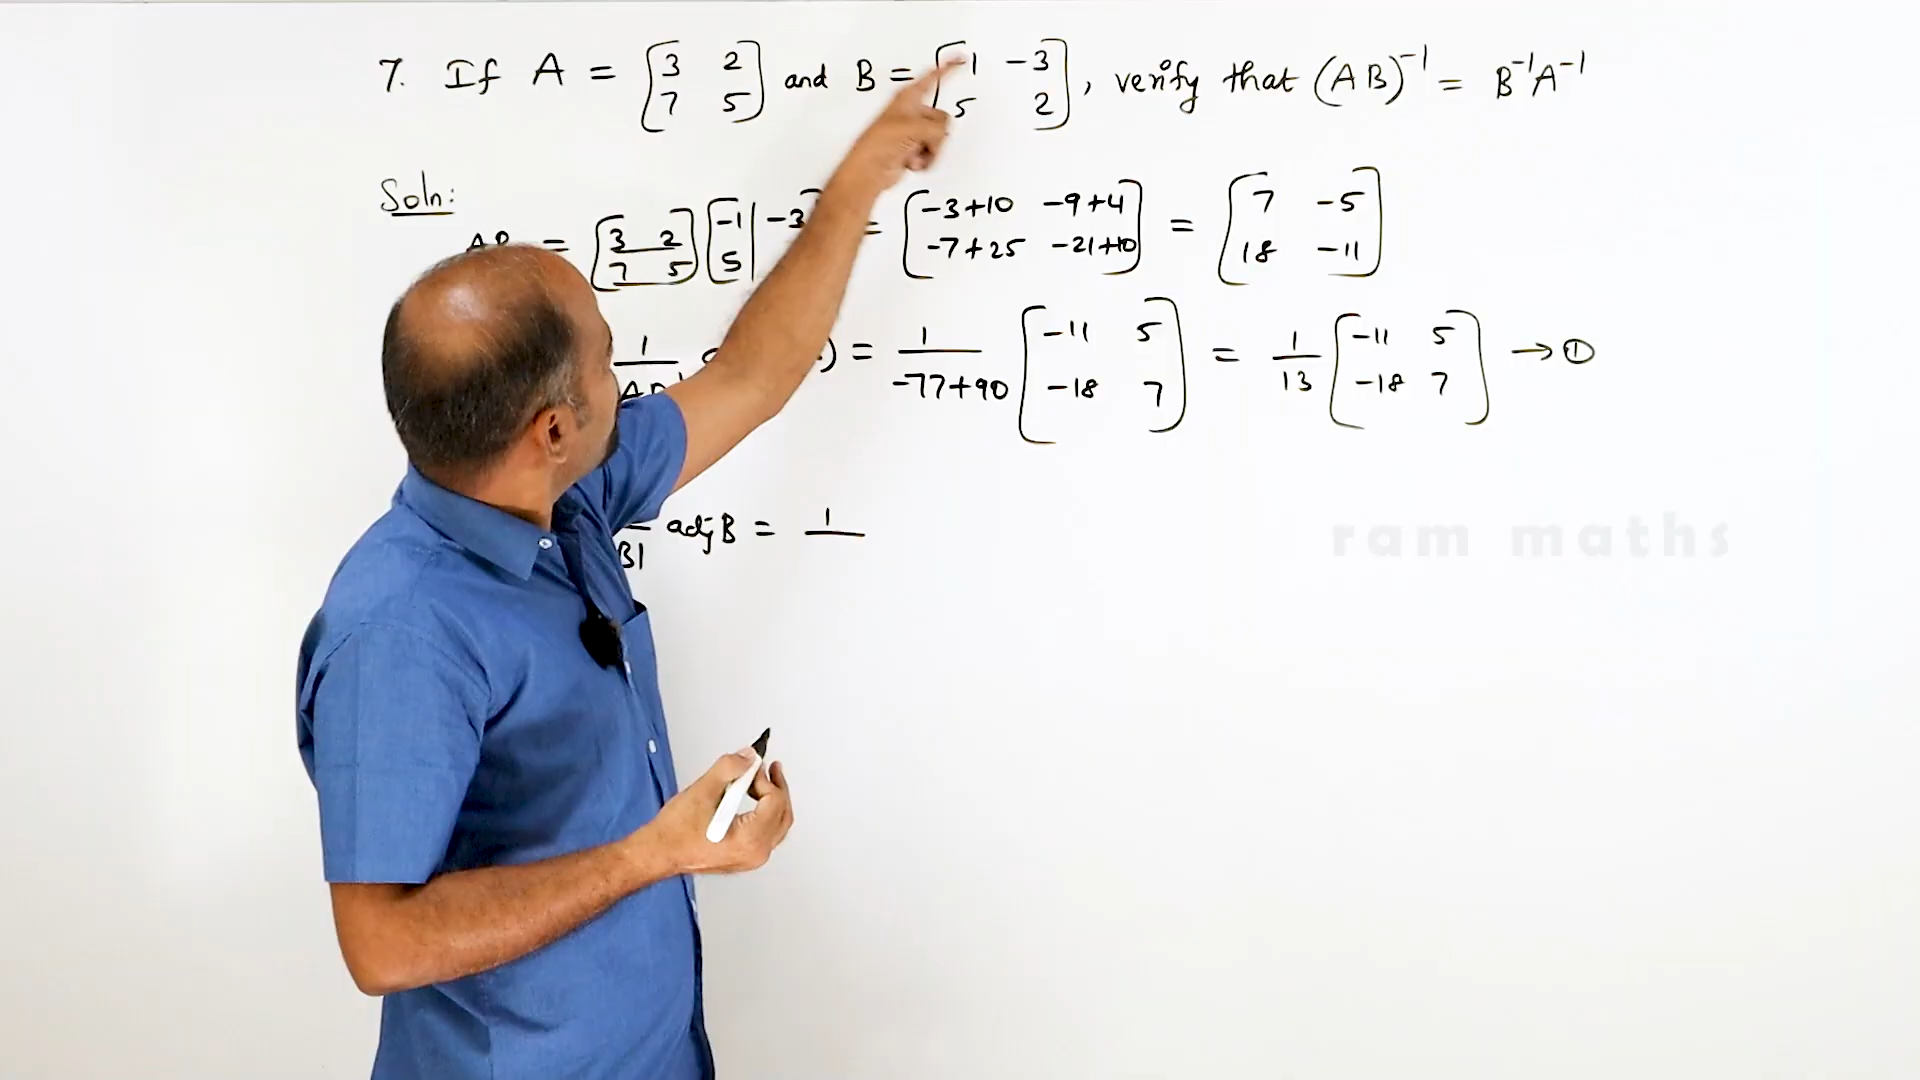 7. If A = [3 2 7 5] and B = [-1 -3 5 2], verify that (AB)⁻¹ = B⁻¹A⁻¹
Soln:
= [3 2 7 5] [-1 -3 5 = [-3+10 -9+4 -7+25 -21+10] = [7 -5 18 -11]
1/ ) = 1/-77+90 [-11 5 -18 7] = 1/13 [-11 5 -18 7] → ①
adj B = 1/
ram maths